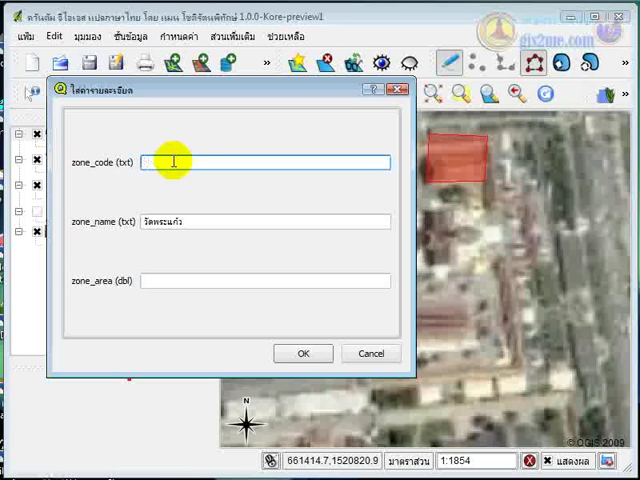 ควันตัม จีไอเอส แปลภาษาไทย โดย แมน โชติรัตนพิทักษ์ 1.0.0-Kore-preview1
แฟ้ม Edit มุมมอง ชั้นข้อมูล กำหนดค่า ส่วนเพิ่มเติม ช่วยเหลือ
gis2me.com
ใส่ค่ารายละเอียด
zone_code (txt)
zone_name (txt) วัดพระแก้ว
zone_area (dbl)
OK Cancel
N
© QGIS 2009
661414.7,1520820.9 มาตราส่วน 1:1854 แสดงผล